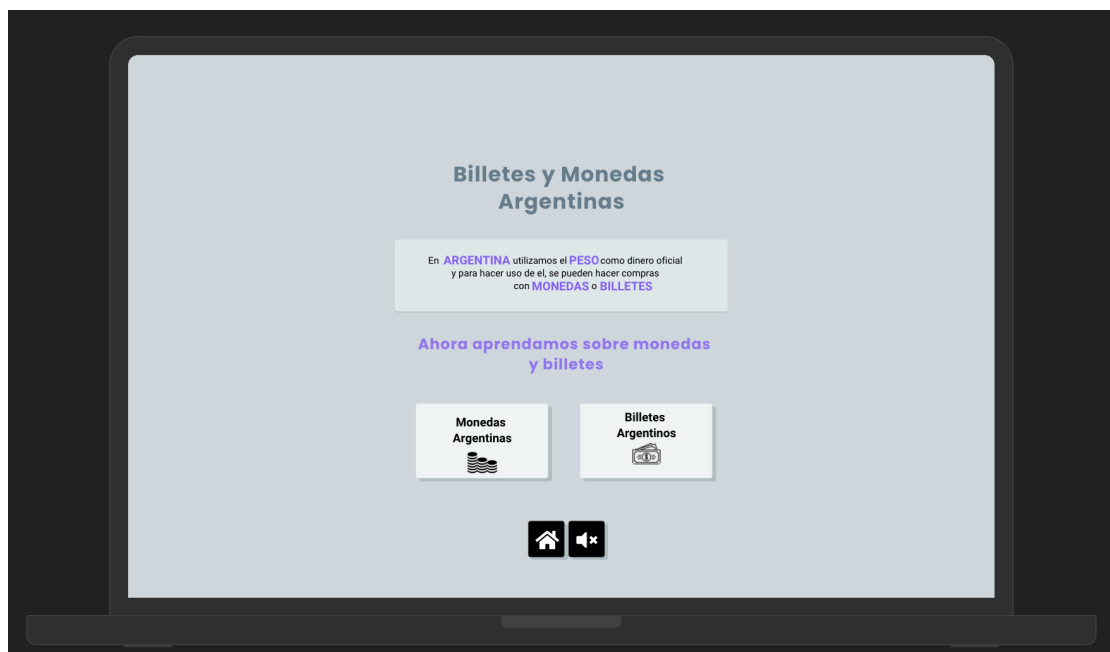 Billetes y Monedas
Argentinas
En ARGENTINA utilizamos el PESO como dinero oficial
y para hacer uso de el, se pueden hacer compras
con MONEDAS o BILLETES
Ahora aprendamos sobre monedas
y billetes
Monedas
Argentinas
Billetes
Argentinos